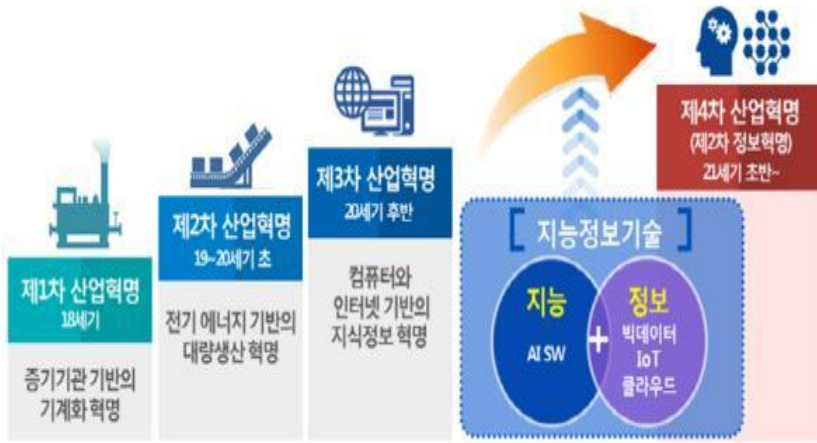 제1차 산업혁명
18세기
증기기관 기반의
기계화 혁명
제2차 산업혁명
19~20세기 초
전기 에너지 기반의
대량생산 혁명
제3차 산업혁명
20세기 후반
컴퓨터와
인터넷 기반의
지식정보 혁명
[ 지능정보기술 ]
지능
AI SW
+
정보
빅데이터
IoT
클라우드
제4차 산업혁명
(제2차 정보혁명)
21세기 초반~